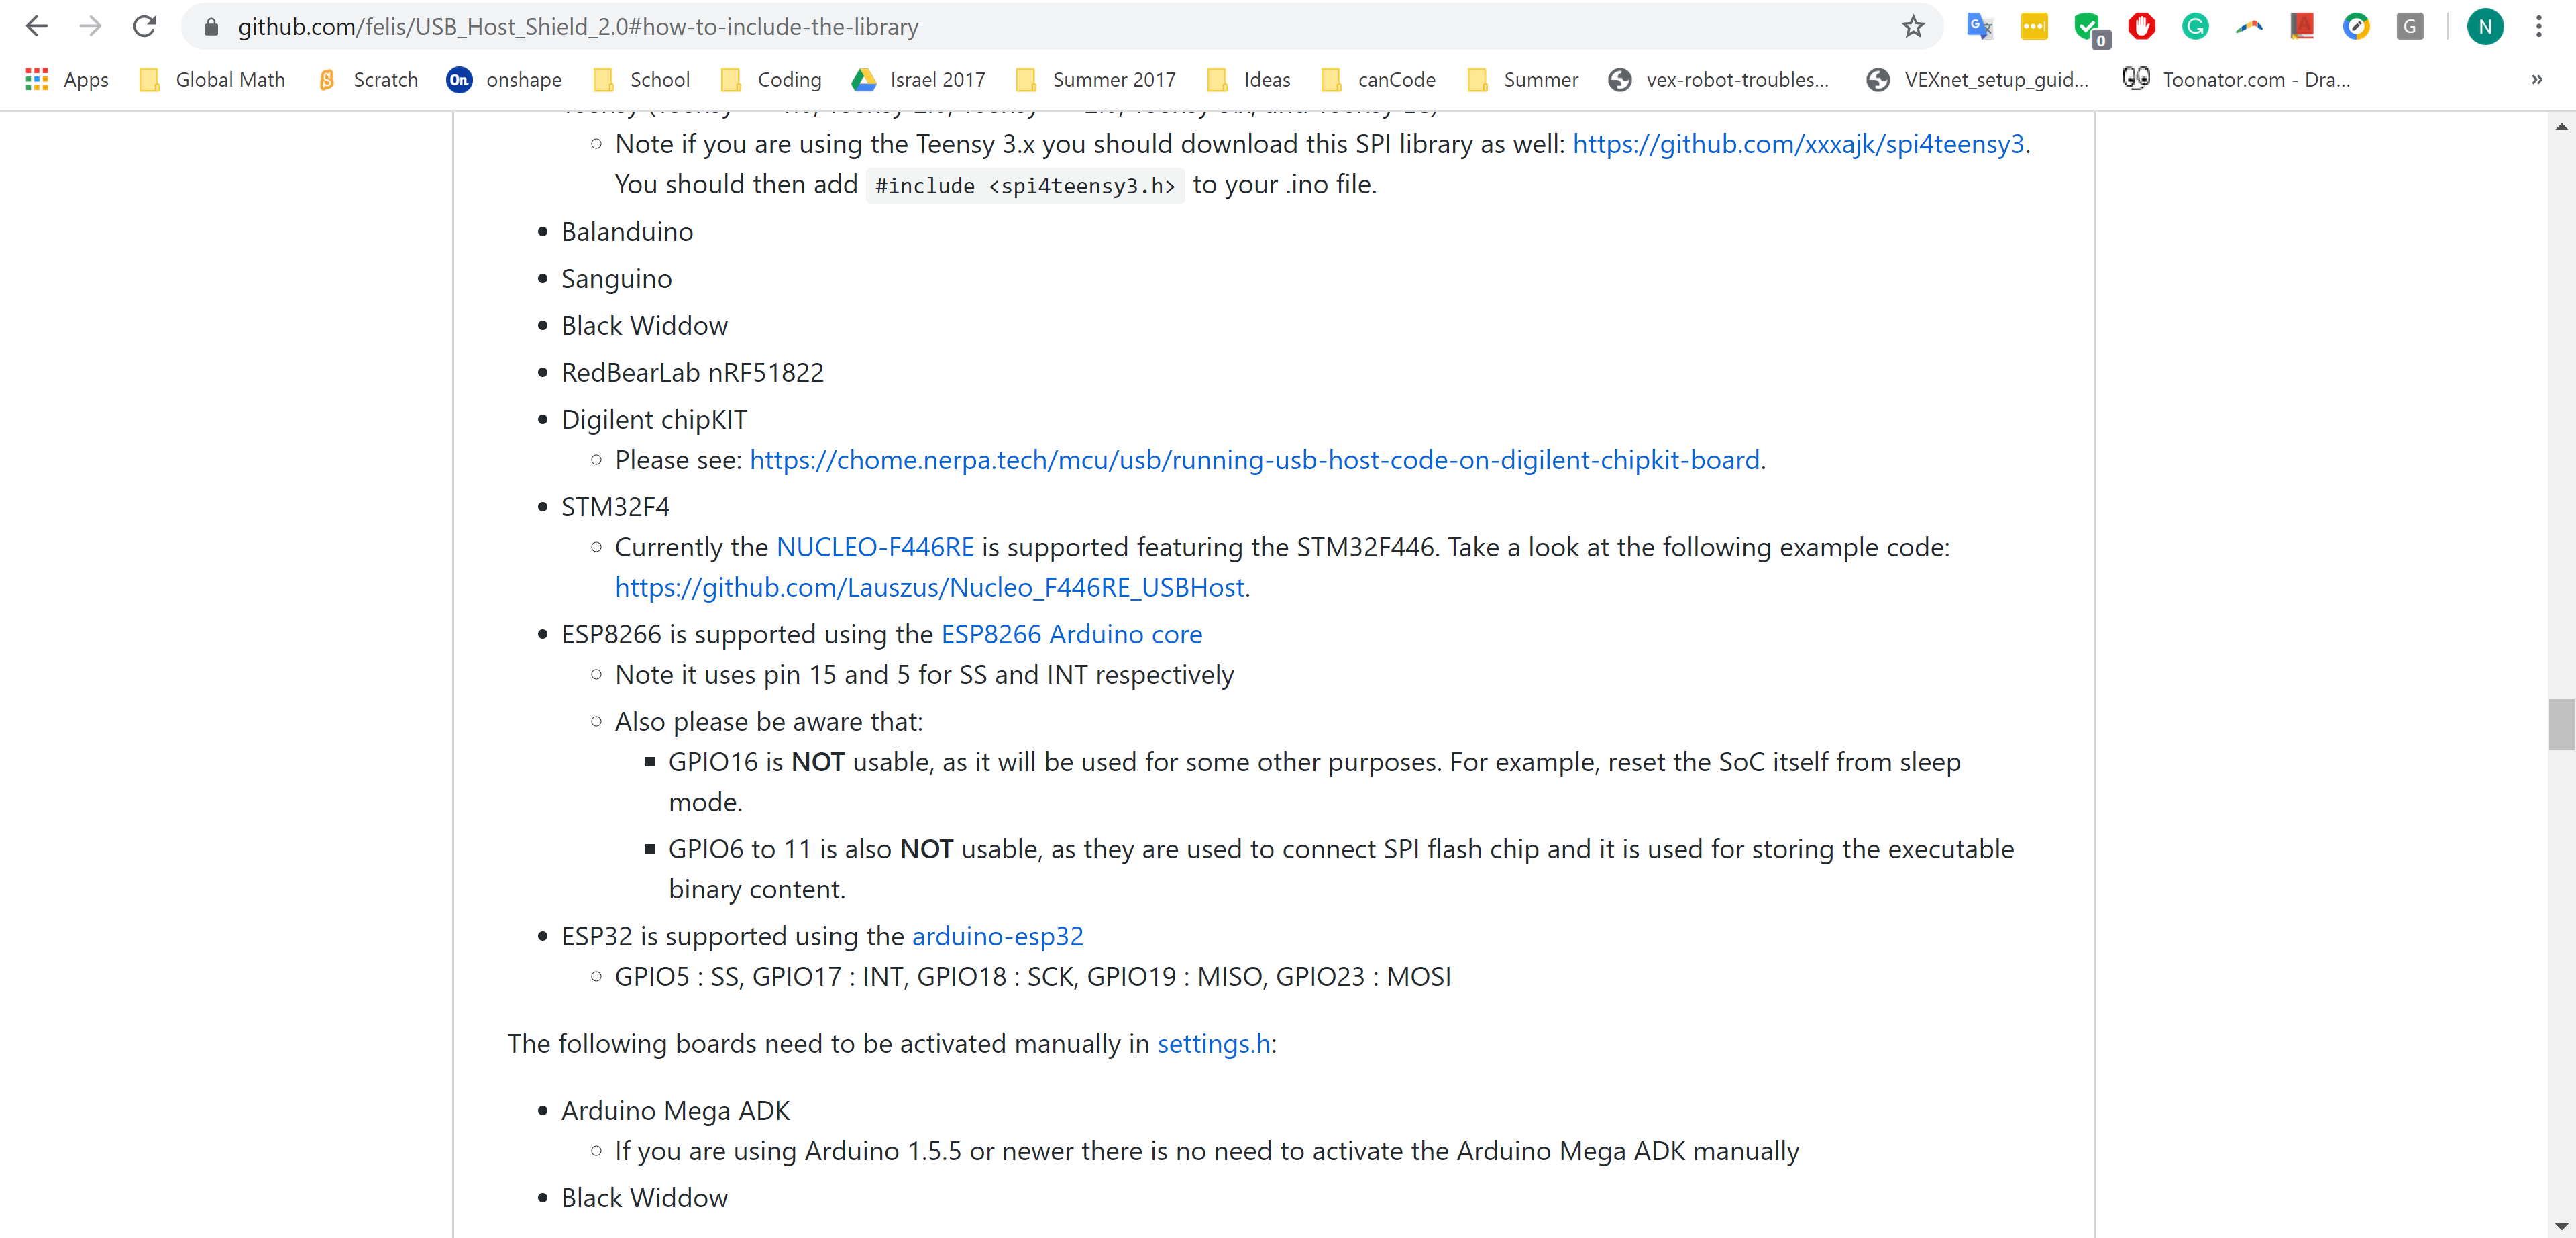 github.com/felis/USB_Host_Shield_2.0#how-to-include-the-library
0
G
N
Apps Global Math Scratch On onshape School Coding Israel 2017 Summer 2017 Ideas canCode Summer vex-robot-troubles... VEXnet_setup_guid... Toonator.com - Dra... »
◦ Note if you are using the Teensy 3.x you should download this SPI library as well: https://github.com/xxxajk/spi4teensy3.
You should then add #include <spi4teensy3.h> to your .ino file.
• Balanduino
• Sanguino
• Black Widdow
• RedBearLab nRF51822
• Digilent chipKIT
◦ Please see: https://chome.nerpa.tech/mcu/usb/running-usb-host-code-on-digilent-chipkit-board.
• STM32F4
◦ Currently the NUCLEO-F446RE is supported featuring the STM32F446. Take a look at the following example code:
https://github.com/Lauszus/Nucleo_F446RE_USBHost.
• ESP8266 is supported using the ESP8266 Arduino core
◦ Note it uses pin 15 and 5 for SS and INT respectively
◦ Also please be aware that:
▪ GPIO16 is NOT usable, as it will be used for some other purposes. For example, reset the SoC itself from sleep
mode.
▪ GPIO6 to 11 is also NOT usable, as they are used to connect SPI flash chip and it is used for storing the executable
binary content.
• ESP32 is supported using the arduino-esp32
◦ GPIO5 : SS, GPIO17 : INT, GPIO18 : SCK, GPIO19 : MISO, GPIO23 : MOSI
The following boards need to be activated manually in settings.h:
• Arduino Mega ADK
◦ If you are using Arduino 1.5.5 or newer there is no need to activate the Arduino Mega ADK manually
• Black Widdow